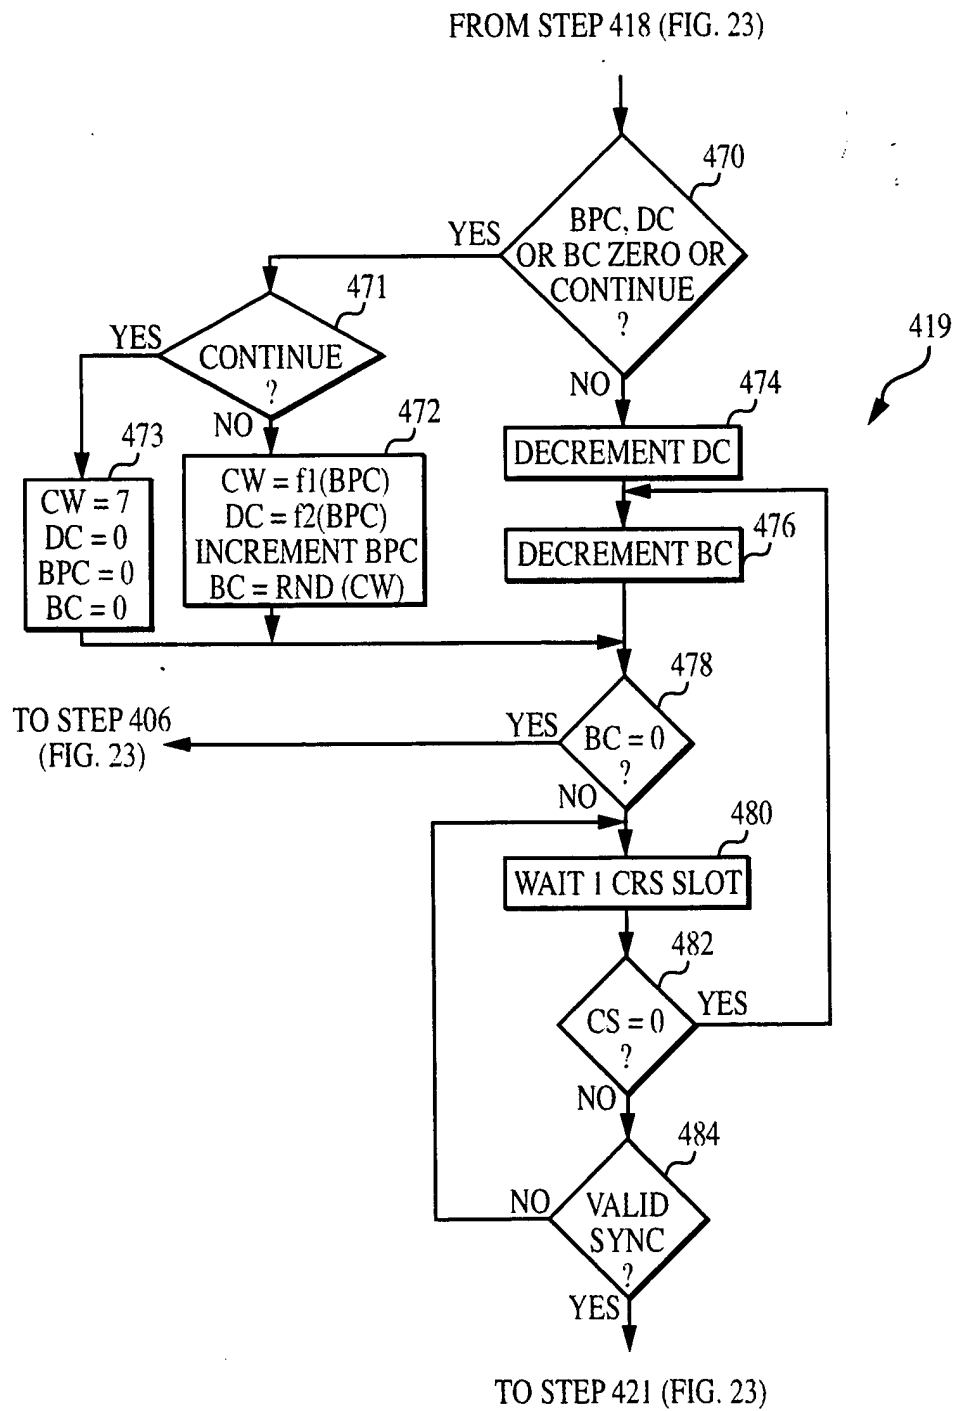 FROM STEP 418 (FIG. 23)
470
BPC, DC
OR BC ZERO OR
CONTINUE
?
YES
NO
471
CONTINUE
?
YES
NO
419
472
CW = f1(BPC)
DC = f2(BPC)
INCREMENT BPC
BC = RND (CW)
473
CW = 7
DC = 0
BPC = 0
BC = 0
474
DECREMENT DC
476
DECREMENT BC
478
BC = 0
?
YES
NO
TO STEP 406
(FIG. 23)
480
WAIT 1 CRS SLOT
482
CS = 0
?
YES
NO
484
VALID
SYNC
?
NO
YES
TO STEP 421 (FIG. 23)